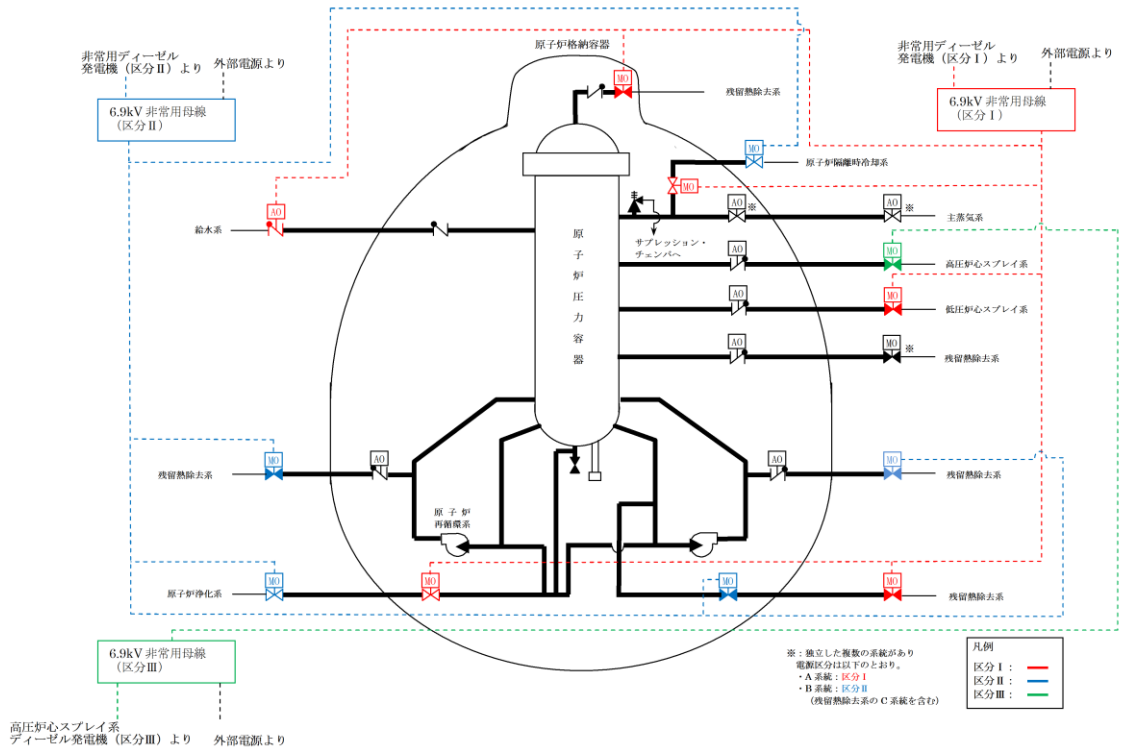 原子炉格納容器
非常用ディーゼル
発電機（区分Ⅱ）より
外部電源より
6.9kV 非常用母線
（区分Ⅱ）
非常用ディーゼル
発電機（区分Ⅰ）より
外部電源より
6.9kV 非常用母線
（区分Ⅰ）
MO
残留熱除去系
MO
原子炉隔離時冷却系
MO
AO
給水系
AO
※
AO
※
主蒸気系
サプレッション・
チェンバへ
AO
MO
高圧炉心スプレイ系
AO
MO
低圧炉心スプレイ系
AO
MO
※
残留熱除去系
原子炉圧力容器
MO
残留熱除去系
AO
AO
MO
残留熱除去系
原子炉
再循環系
MO
原子炉浄化系
MO
MO
MO
残留熱除去系
6.9kV 非常用母線
（区分Ⅲ）
高圧炉心スプレイ系
ディーゼル発電機（区分Ⅲ）より
外部電源より
※：独立した複数の系統があり
電源区分は以下のとおり。
・A 系統：区分Ⅰ
・B 系統：区分Ⅱ
（残留熱除去系の C 系統を含む）
凡例
区分Ⅰ：
区分Ⅱ：
区分Ⅲ：